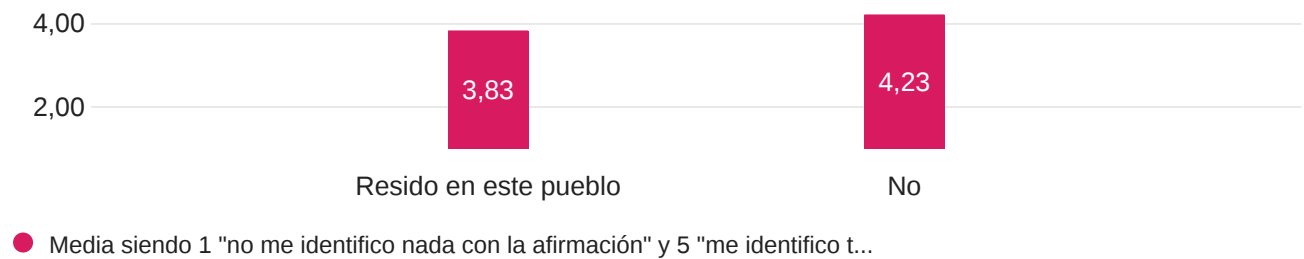 4,00
3,83
4,23
2,00
Resido en este pueblo
No
Media siendo 1 "no me identifico nada con la afirmación" y 5 "me identifico t...